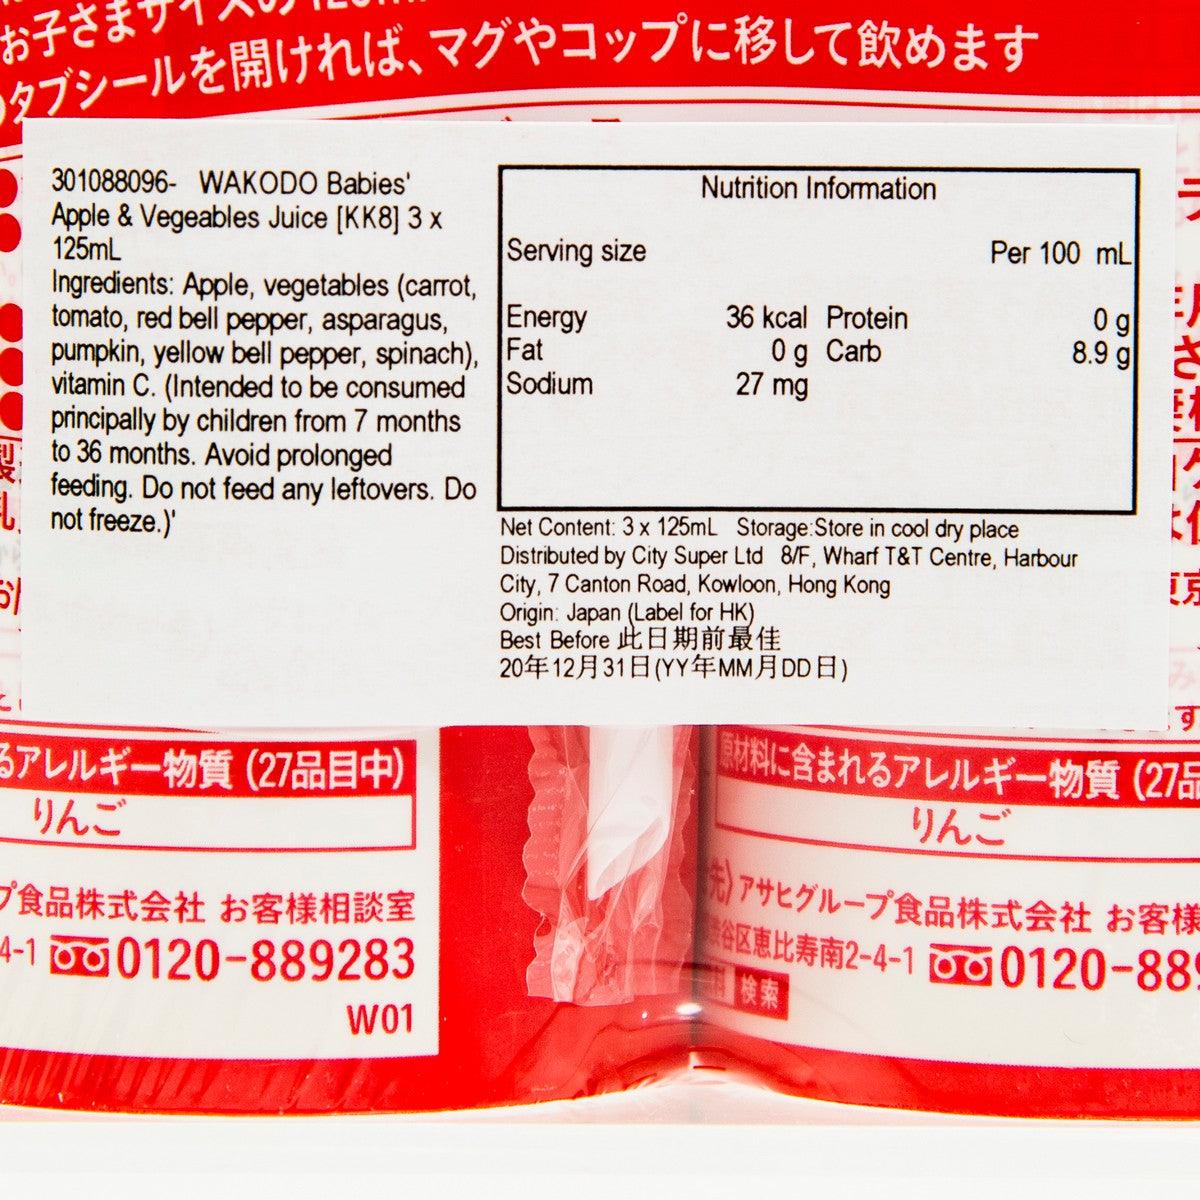 お子さまサイズの125m
タブシールを開ければ、マグやコップに移して飲めます
301088096- WAKODO Babies'
Apple & Vegeables Juice [KK8] 3 x
125mL
Ingredients: Apple, vegetables (carrot,
tomato, red bell pepper, asparagus,
pumpkin, yellow bell pepper, spinach),
vitamin C. (Intended to be consumed
principally by children from 7 months
to 36 months. Avoid prolonged
feeding. Do not feed any leftovers. Do
not freeze.)'
Nutrition Information
Serving size Per 100 mL
Energy 36 kcal Protein 0 g
Fat 0 g Carb 8.9 g
Sodium 27 mg
Net Content: 3 x 125mL Storage:Store in cool dry place
Distributed by City Super Ltd 8/F, Wharf T&T Centre, Harbour
City, 7 Canton Road, Kowloon, Hong Kong
Origin: Japan (Label for HK)
Best Before 此日期前最佳
20年12月31日(YY年MM月DD日)
るアレルギー物質(27品目中)
りんご
プ食品株式会社 お客様相談室
4-1 0120-889283
W01
原材料に含まれるアレルギー物質(27品
りんご
先〉アサヒグループ食品株式会社 お客様
谷区恵比寿南2-4-1 0120-889
検索